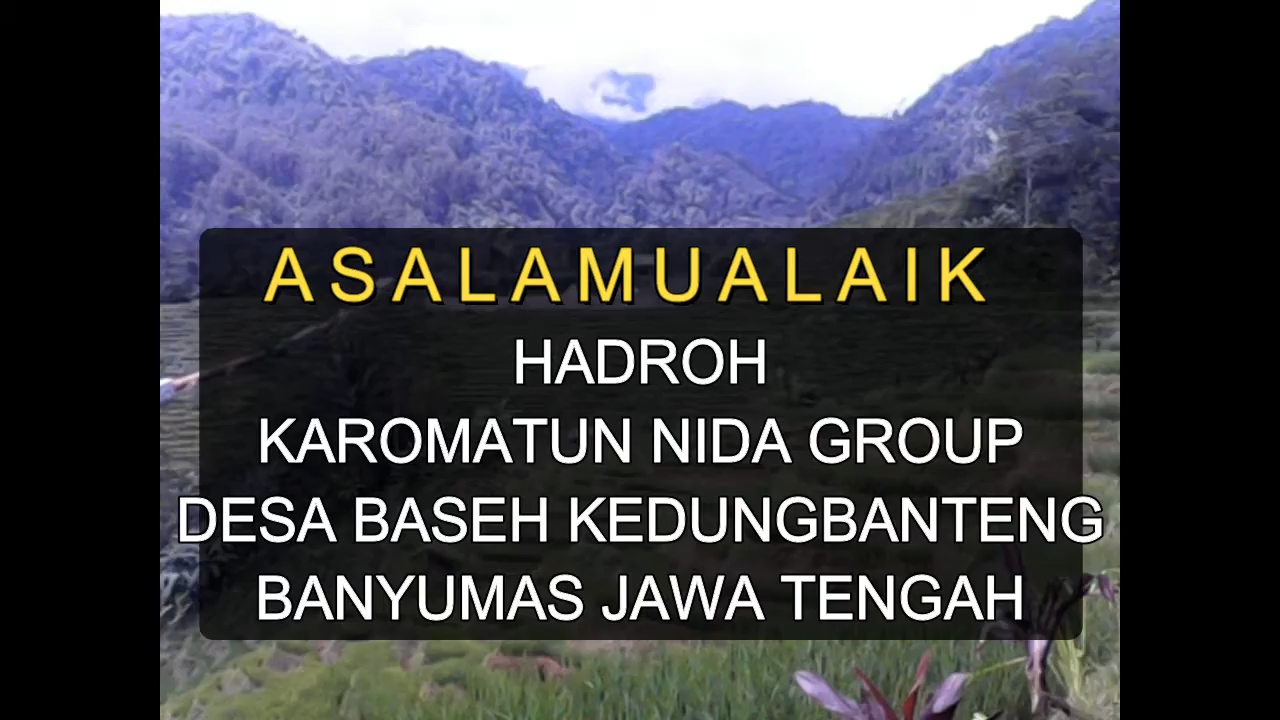 ASALAMUALAIK
HADROH
KAROMATUN NIDA GROUP
DESA BASEH KEDUNGBANTENG
BANYUMAS JAWA TENGAH